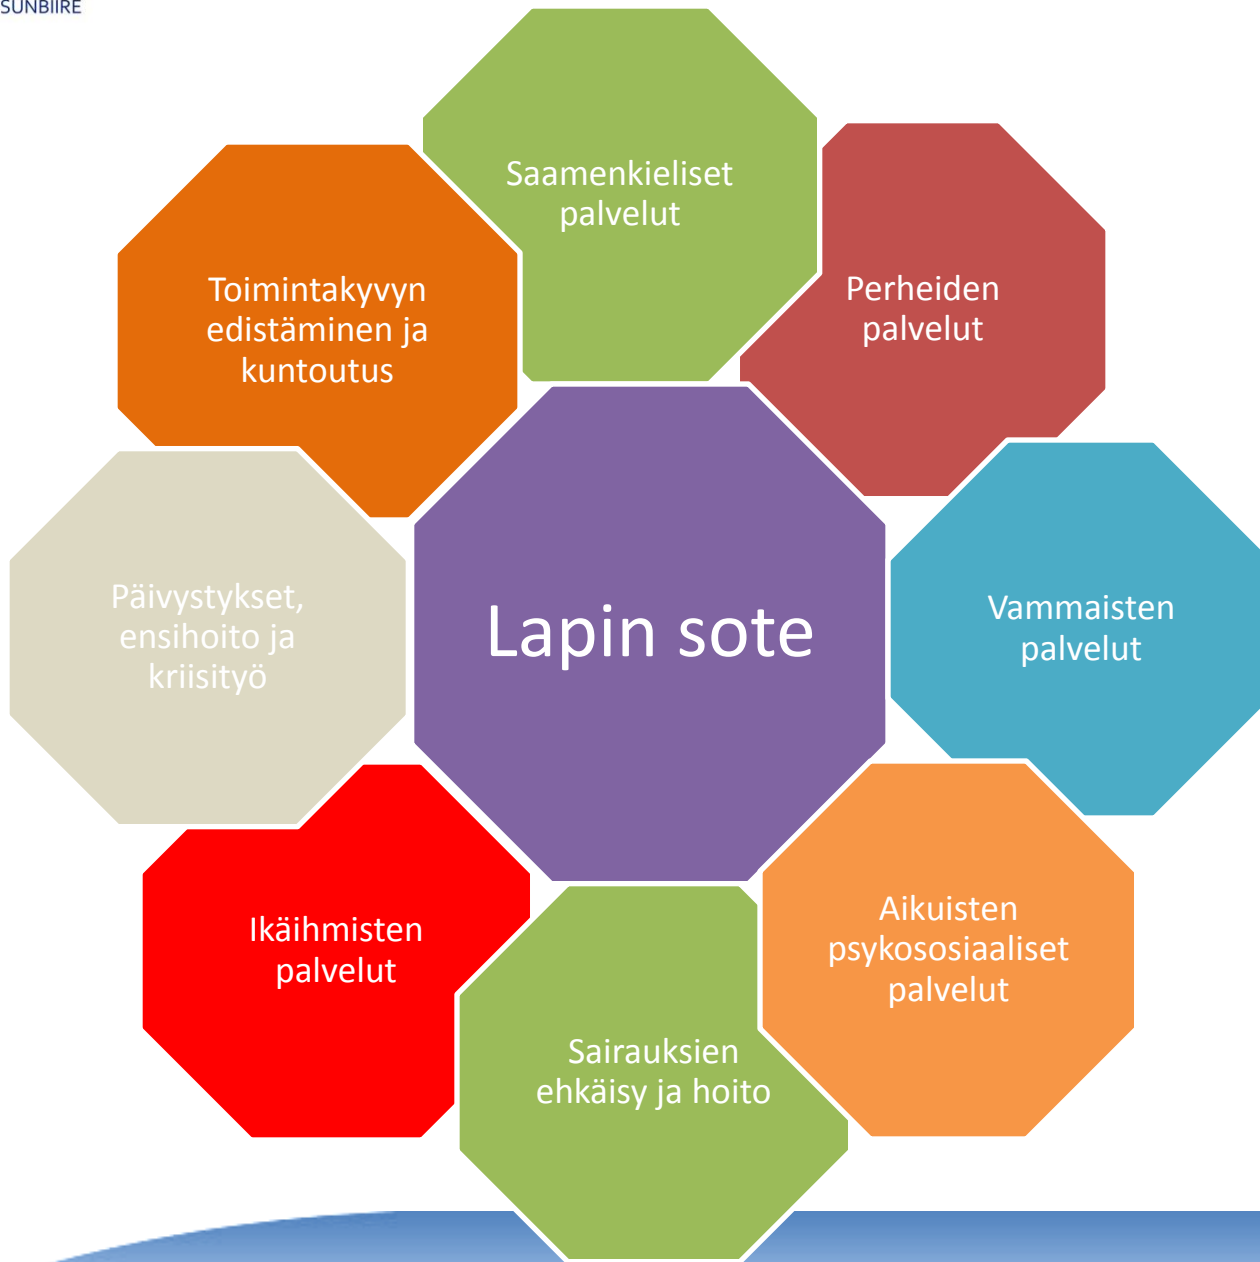 SUNBIIRE
Saamenkieliset
palvelut
Perheiden
palvelut
Toimintakyvyn
edistäminen ja
kuntoutus
Päivystykset,
ensihoito ja
kriisityö
Lapin sote
Vammaisten
palvelut
Ikäihmisten
palvelut
Aikuisten
psykososiaaliset
palvelut
Sairauksien
ehkäisy ja hoito